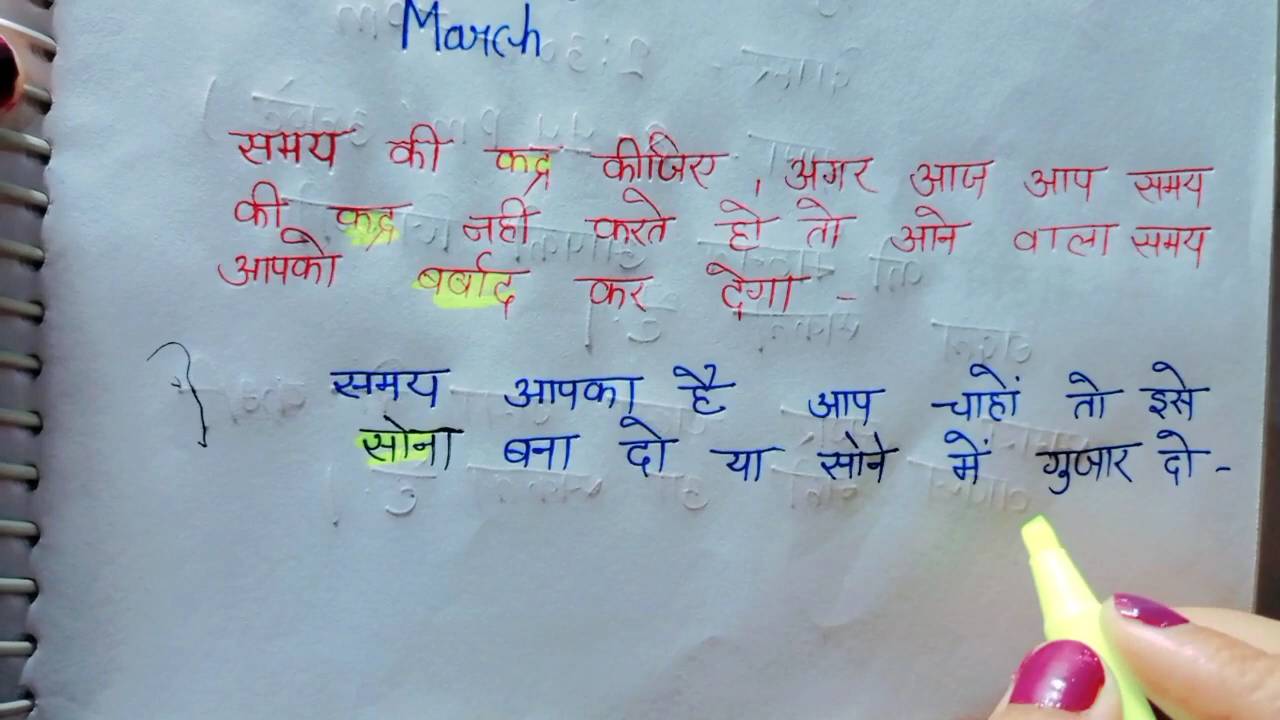 March
समय की कद्र कीजिए , अगर आज आप समय
की कद्र नही करते हो तो आने वाला समय
आपको बर्बाद कर देगा -
समय आपका है आप चाहों तो इसे
सोना बना दो या सोने में गुजार दो -